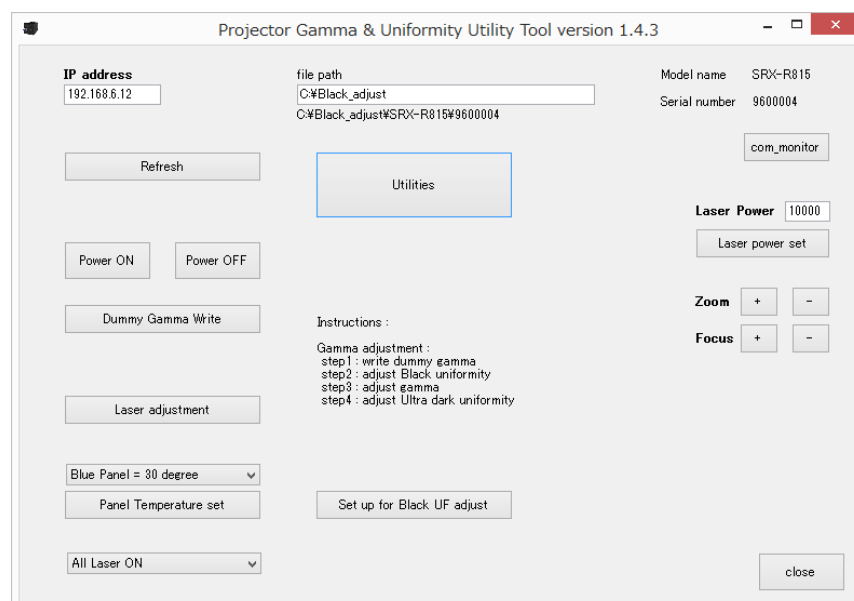 Projector Gamma & Uniformity Utility Tool version 1.4.3
IP address
192.168.6.12
file path
C:¥Black_adjust
C:¥Black_adjust¥SRX-R815¥9600004
Model name SRX-R815
Serial number 9600004
com_monitor
Refresh
Utilities
Laser Power 10000
Laser power set
Power ON Power OFF
Zoom + -
Dummy Gamma Write
Focus + -
Instructions :
Gamma adjustment :
step1 : write dummy gamma
step2 : adjust Black uniformity
step3 : adjust gamma
step4 : adjust Ultra dark uniformity
Laser adjustment
Blue Panel = 30 degree
Panel Temperature set
Set up for Black UF adjust
All Laser ON
close